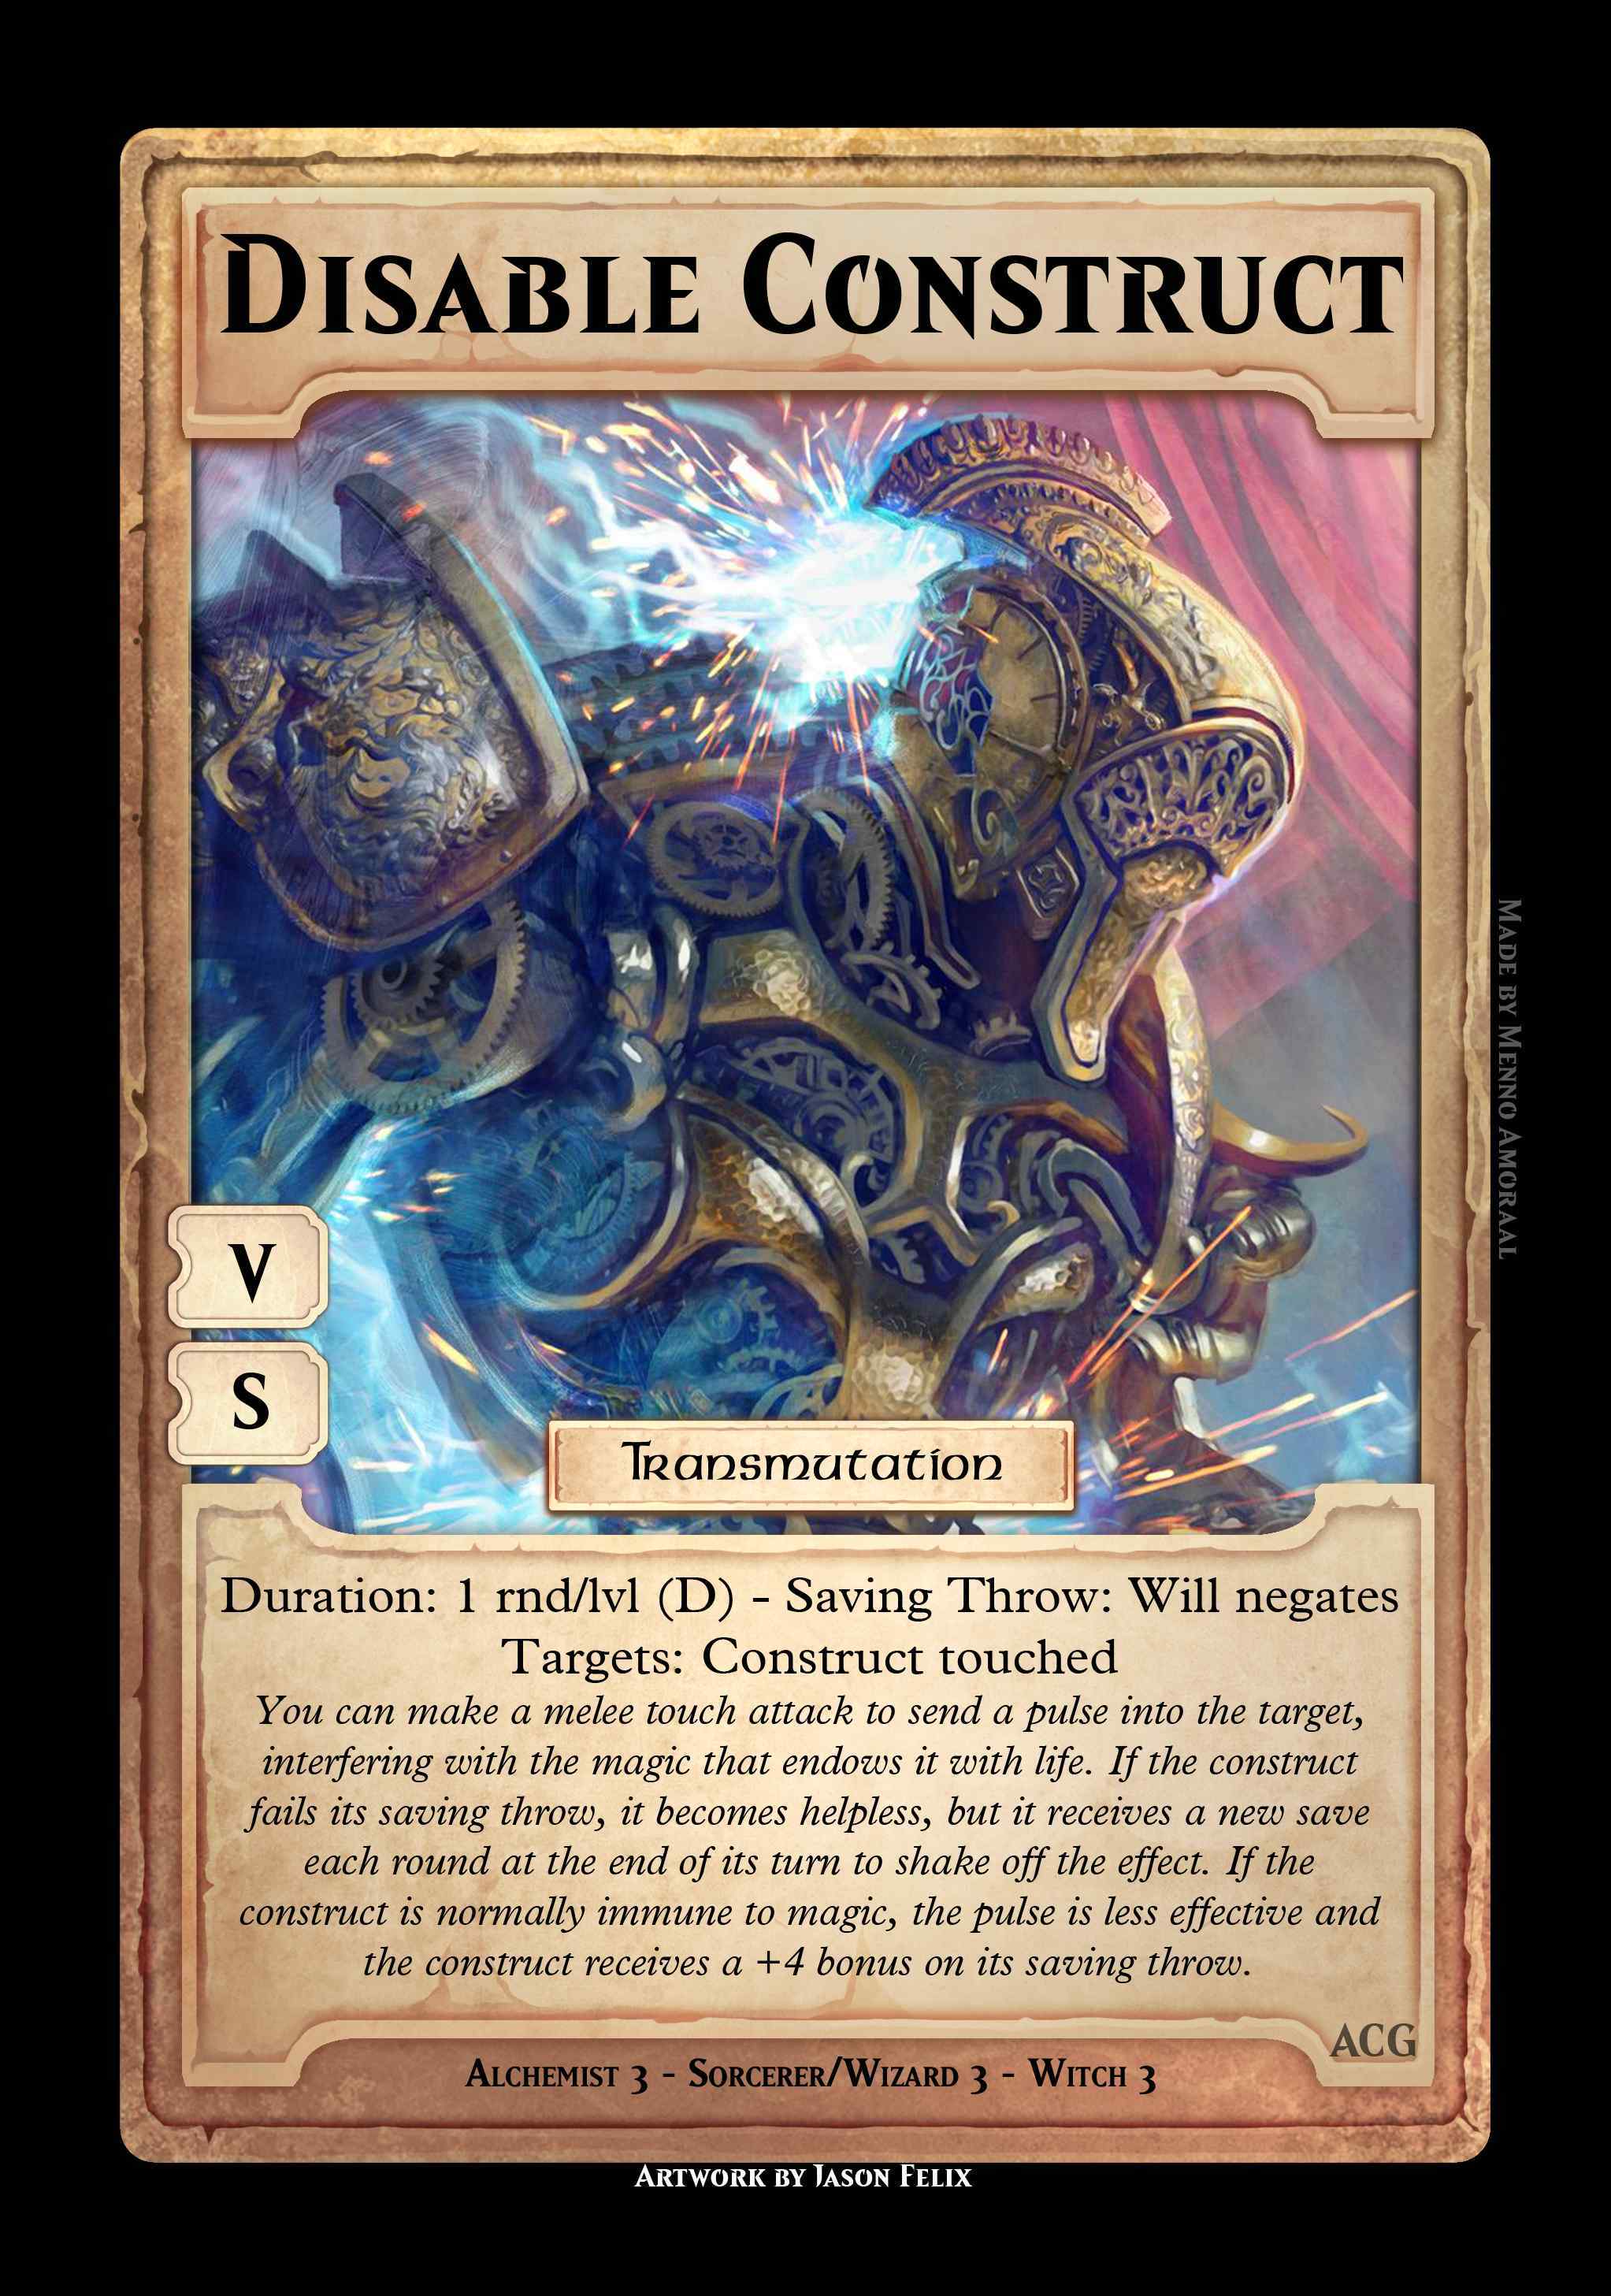 Disable Construct
V
S
Transmutation
Duration: 1 rnd/lvl (D) - Saving Throw: Will negates
Targets: Construct touched
You can make a melee touch attack to send a pulse into the target,
interfering with the magic that endows it with life. If the construct
fails its saving throw, it becomes helpless, but it receives a new save
each round at the end of its turn to shake off the effect. If the
construct is normally immune to magic, the pulse is less effective and
the construct receives a +4 bonus on its saving throw.
ACG
Alchemist 3 - Sorcerer/Wizard 3 - Witch 3
Artwork by Jason Felix
Made by Menno Amoraal